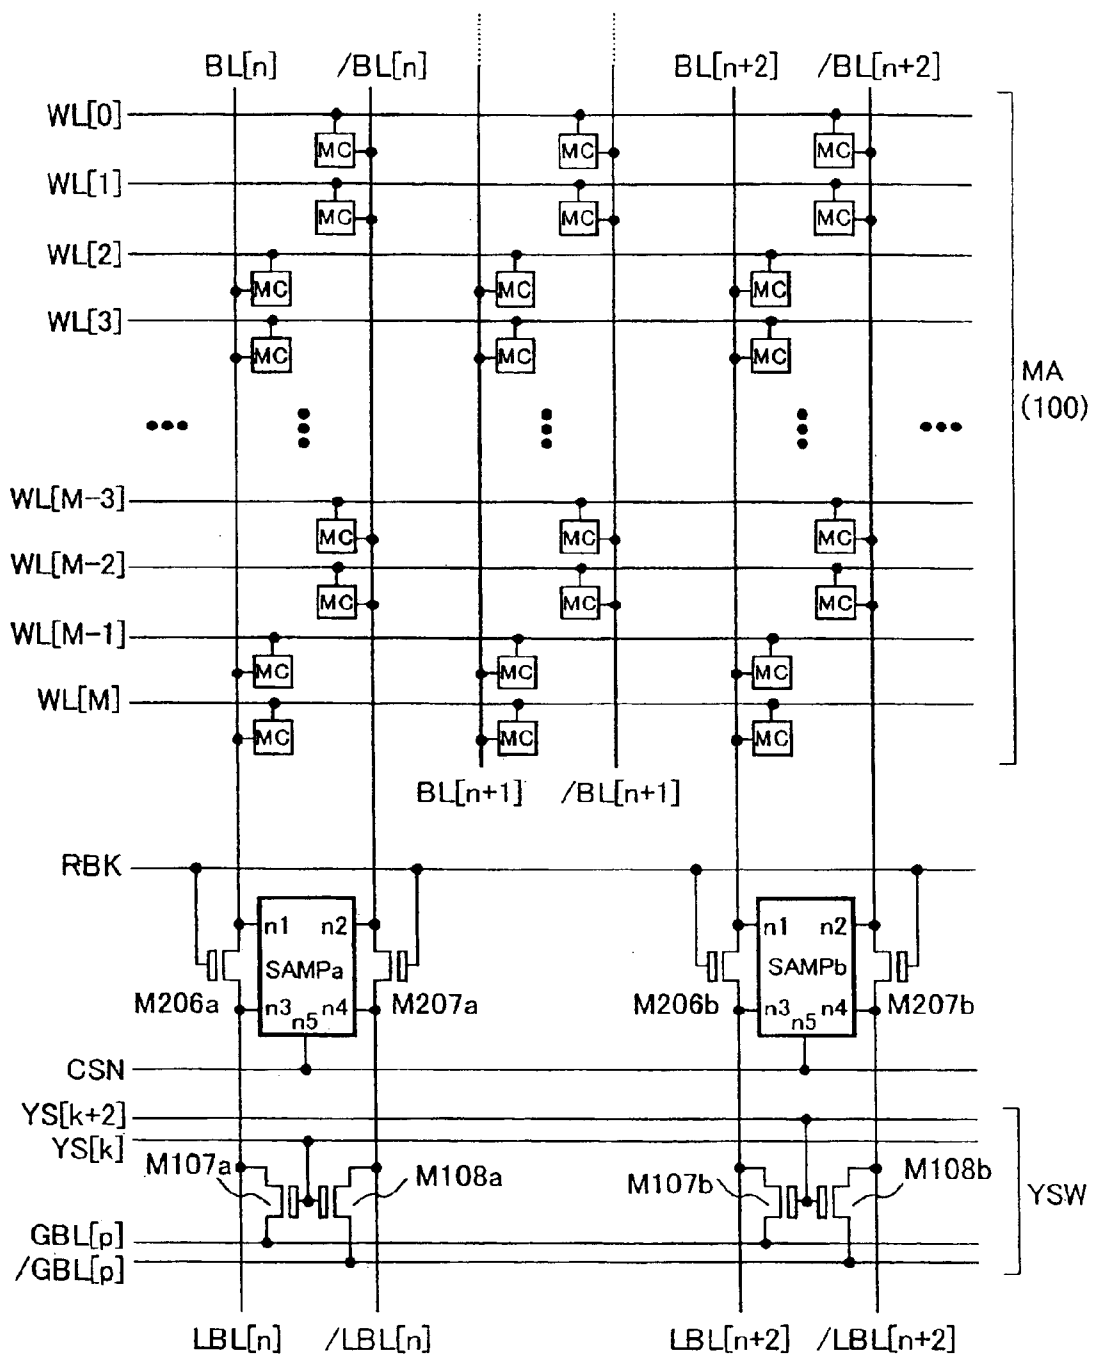 BL[n] /BL[n] BL[n+2] /BL[n+2]
WL[0]
MC MC MC
WL[1]
MC MC MC
WL[2]
MC MC MC
WL[3]
MC MC MC
MA
(100)
WL[M-3]
MC MC MC
WL[M-2]
MC MC MC
WL[M-1]
MC MC MC
WL[M]
MC MC MC
BL[n+1] /BL[n+1]
RBK
n1 n2 n1 n2
SAMPa SAMPb
M206a n3 n4 M207a M206b n3 n4 M207b
n5 n5
CSN
YS[k+2]
YS[k]
M107a M108a M107b M108b
YSW
GBL[p]
/GBL[p]
LBL[n] /LBL[n] LBL[n+2] /LBL[n+2]